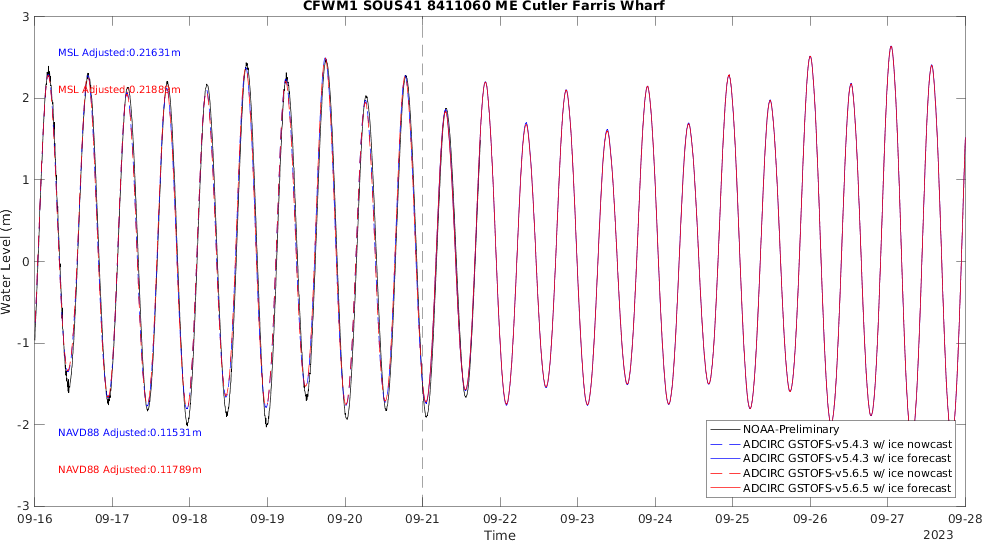 CFWM1 SOUS41 8411060 ME Cutler Farris Wharf
3
MSL Adjusted:0.21631m
MSL Adjusted:0.21889m
2
1
0
-1
-2
-3
Water Level (m)
NAVD88 Adjusted:0.11531m
NAVD88 Adjusted:0.11789m
NOAA-Preliminary
ADCIRC GSTOFS-v5.4.3 w/ ice nowcast
ADCIRC GSTOFS-v5.4.3 w/ ice forecast
ADCIRC GSTOFS-v5.6.5 w/ ice nowcast
ADCIRC GSTOFS-v5.6.5 w/ ice forecast
09-16 09-17 09-18 09-19 09-20 09-21 09-22 09-23 09-24 09-25 09-26 09-27 09-28
Time
2023